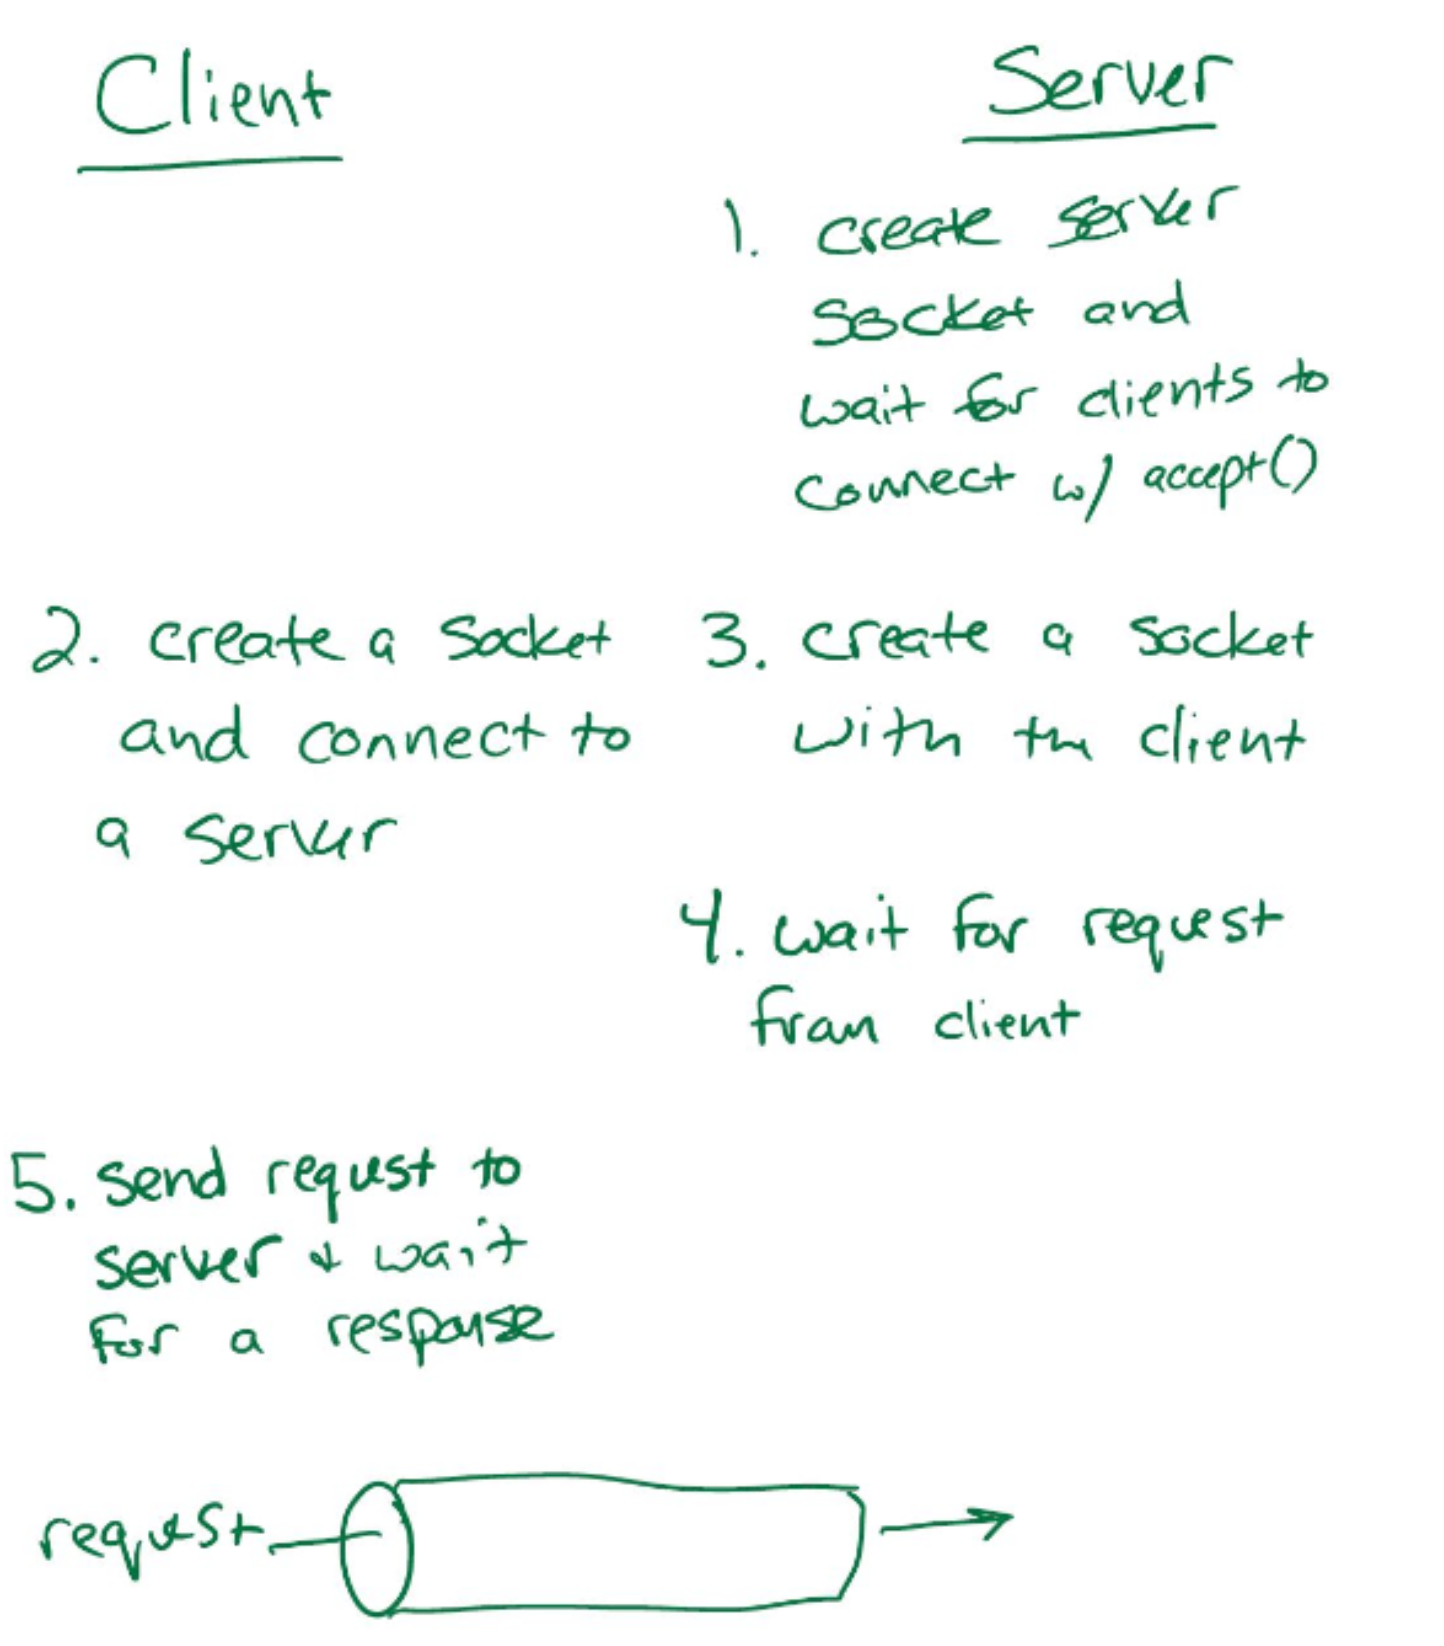 Client
Server
1. create server
socket and
wait for clients to
connect w/ accept()
2. create a socket
and connect to
a server
3. create a socket
with the client
4. wait for request
from client
5. send request to
server & wait
for a response
request